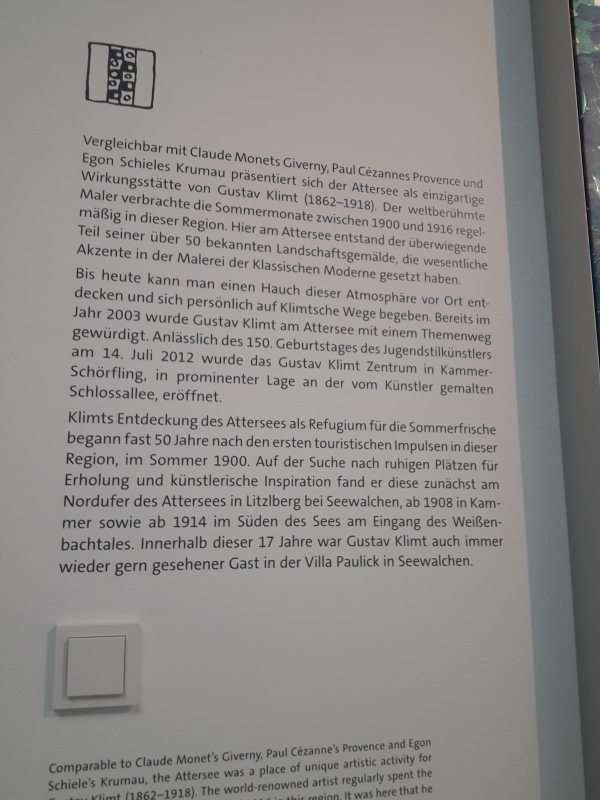 Vergleichbar mit Claude Monets Giverny, Paul Cézannes Provence und
Egon Schieles Krumau präsentiert sich der Attersee als einzigartige
Wirkungsstätte von Gustav Klimt (1862–1918). Der weltberühmte
Maler verbrachte die Sommermonate zwischen 1900 und 1916 regel-
mäßig in dieser Region. Hier am Attersee entstand der überwiegende
Teil seiner über 50 bekannten Landschaftsgemälde, die wesentliche
Akzente in der Malerei der Klassischen Moderne gesetzt haben.
Bis heute kann man einen Hauch dieser Atmosphäre vor Ort ent-
decken und sich persönlich auf Klimtsche Wege begeben. Bereits im
Jahr 2003 wurde Gustav Klimt am Attersee mit einem Themenweg
gewürdigt. Anlässlich des 150. Geburtstages des Jugendstilkünstlers
am 14. Juli 2012 wurde das Gustav Klimt Zentrum in Kammer-
Schörfling, in prominenter Lage an der vom Künstler gemalten
Schlossallee, eröffnet.
Klimts Entdeckung des Attersees als Refugium für die Sommerfrische
begann fast 50 Jahre nach den ersten touristischen Impulsen in dieser
Region, im Sommer 1900. Auf der Suche nach ruhigen Plätzen für
Erholung und künstlerische Inspiration fand er diese zunächst am
Nordufer des Attersees in Litzlberg bei Seewalchen, ab 1908 in Kam-
mer sowie ab 1914 im Süden des Sees am Eingang des Weißen-
bachtales. Innerhalb dieser 17 Jahre war Gustav Klimt auch immer
wieder gern gesehener Gast in der Villa Paulick in Seewalchen.
Comparable to Claude Monet's Giverny, Paul Cézanne's Provence and Egon
Schiele's Krumau, the Attersee was a place of unique artistic activity for
Klimt (1862–1918). The world-renowned artist regularly spent the
in this region. It was here that he